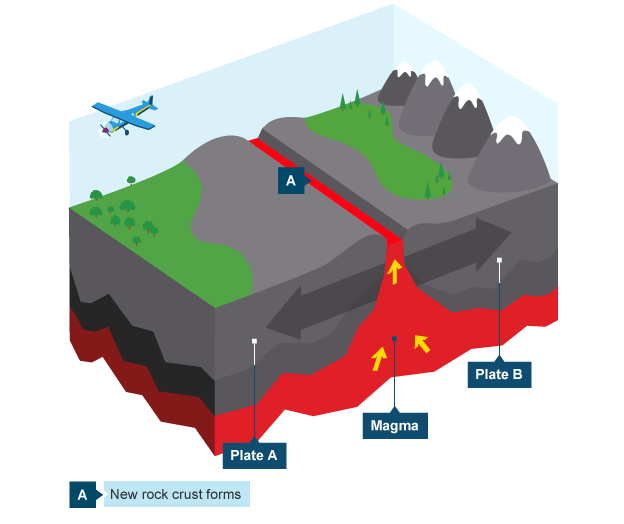 A
Plate B
Magma
Plate A
A New rock crust forms